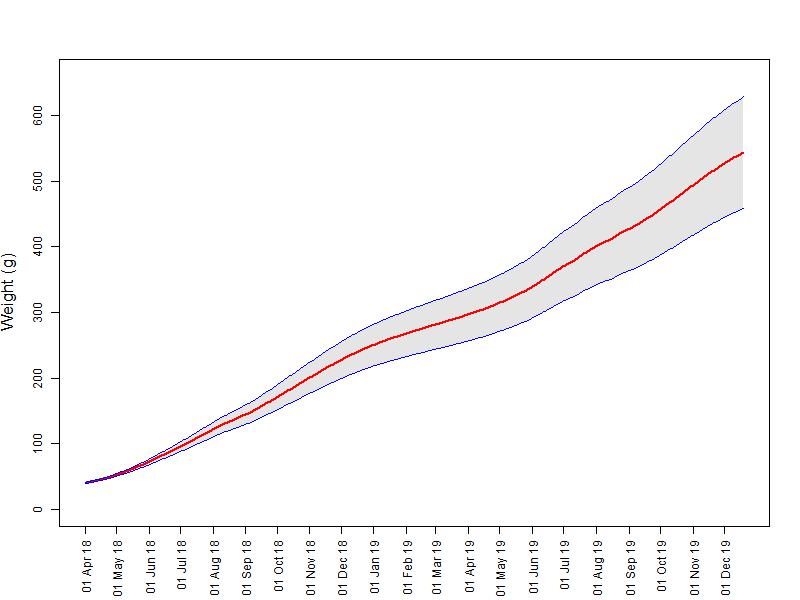 Weight (g)
600
500
400
300
200
100
0
01 Apr 18
01 May 18
01 Jun 18
01 Jul 18
01 Aug 18
01 Sep 18
01 Oct 18
01 Nov 18
01 Dec 18
01 Jan 19
01 Feb 19
01 Mar 19
01 Apr 19
01 May 19
01 Jun 19
01 Jul 19
01 Aug 19
01 Sep 19
01 Oct 19
01 Nov 19
01 Dec 19